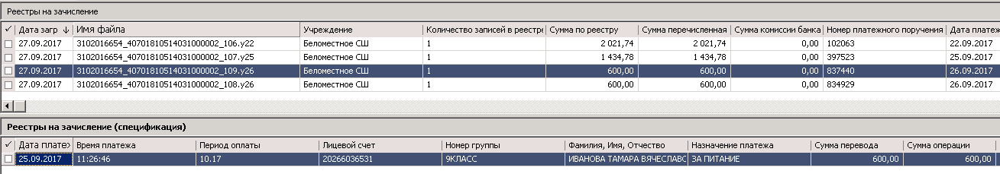 Реестры на зачисление
Дата загр Имя файла Учреждение Количество записей в реестре Сумма по реестру Сумма перечисленная Сумма комиссии банка Номер платежного поручения Дата платеж
27.09.2017 3102016654_40701810514031000002_106.y22 Беломестное СШ 1 2 021,74 2 021,74 0,00 102063 22.09.2017
27.09.2017 3102016654_40701810514031000002_107.y25 Беломестное СШ 1 1 434,78 1 434,78 0,00 397523 25.09.2017
27.09.2017 3102016654_40701810514031000002_109.y26 Беломестное СШ 1 600,00 600,00 0,00 837440 26.09.2017
27.09.2017 3102016654_40701810514031000002_108.y26 Беломестное СШ 1 600,00 600,00 0,00 834929 26.09.2017
Реестры на зачисление (спецификация)
Дата платеж Время платежа Период оплаты Лицевой счет Номер группы Фамилия, Имя, Отчество Назначение платежа Сумма перевода Сумма операции
25.09.2017 11:26:46 10.17 20266036531 9КЛАСС ИВАНОВА ТАМАРА ВЯЧЕСЛАВО ЗА ПИТАНИЕ 600,00 600,00